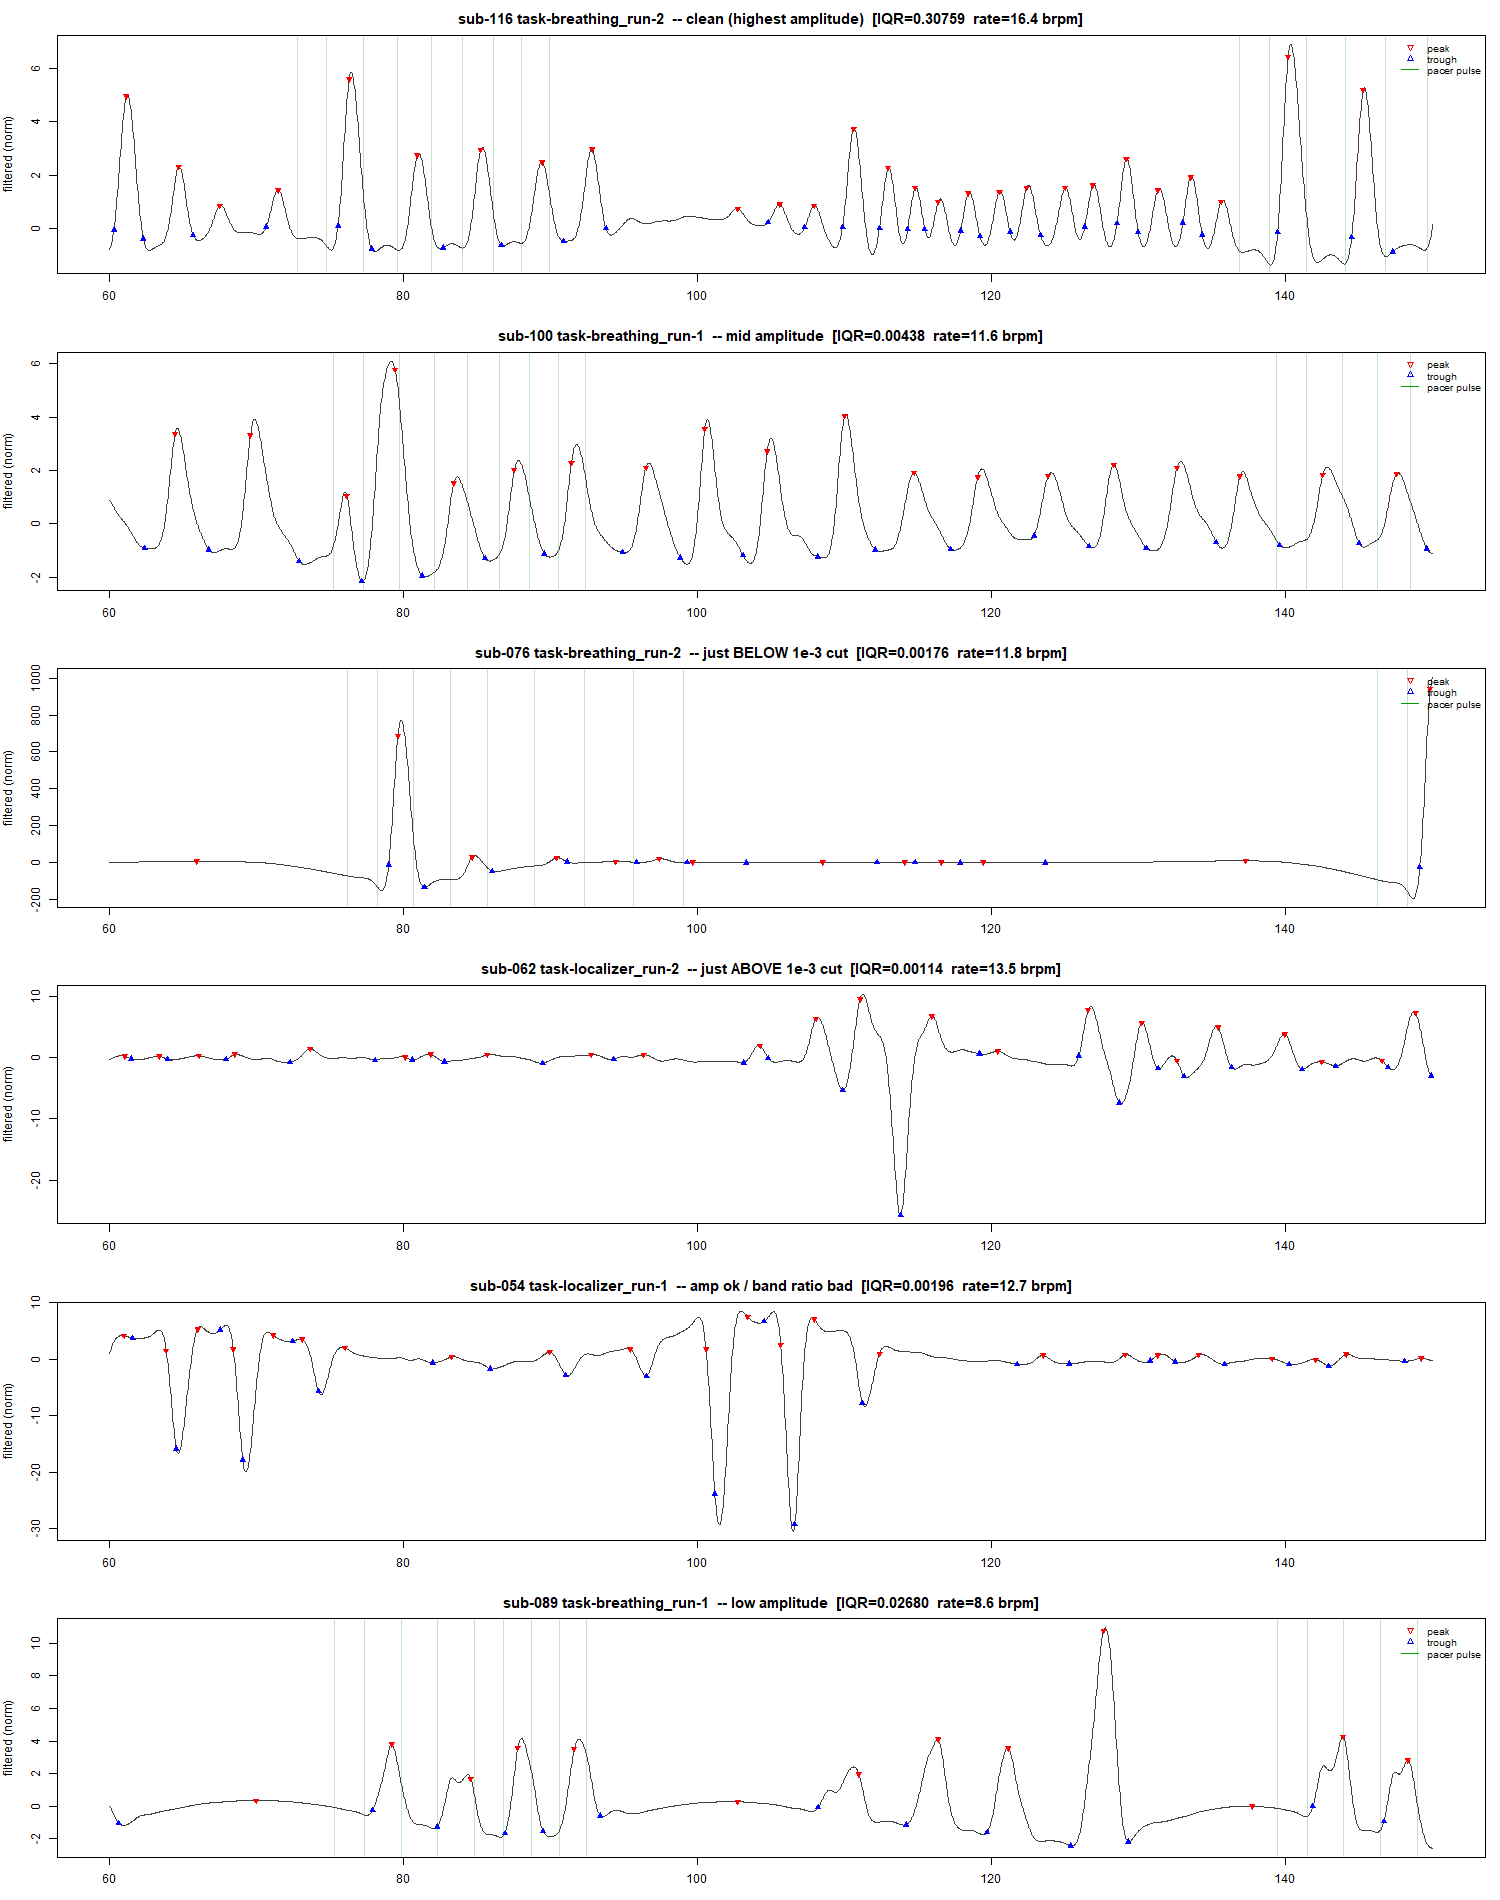 sub-116 task-breathing_run-2 -- clean (highest amplitude) [IQR=0.30759 rate=16.4 brpm]
filtered (norm)
6
4
2
0
peak
trough
pacer pulse
60 80 100 120 140
sub-100 task-breathing_run-1 -- mid amplitude [IQR=0.00438 rate=11.6 brpm]
filtered (norm)
6
4
2
0
-2
peak
trough
pacer pulse
60 80 100 120 140
sub-076 task-breathing_run-2 -- just BELOW 1e-3 cut [IQR=0.00176 rate=11.8 brpm]
filtered (norm)
1000
800
600
400
200
0
-200
peak
trough
pacer pulse
60 80 100 120 140
sub-062 task-localizer_run-2 -- just ABOVE 1e-3 cut [IQR=0.00114 rate=13.5 brpm]
filtered (norm)
10
0
-10
-20
60 80 100 120 140
sub-054 task-localizer_run-1 -- amp ok / band ratio bad [IQR=0.00196 rate=12.7 brpm]
filtered (norm)
10
0
-10
-20
-30
60 80 100 120 140
sub-089 task-breathing_run-1 -- low amplitude [IQR=0.02680 rate=8.6 brpm]
filtered (norm)
10
8
6
4
2
0
-2
peak
trough
pacer pulse
60 80 100 120 140